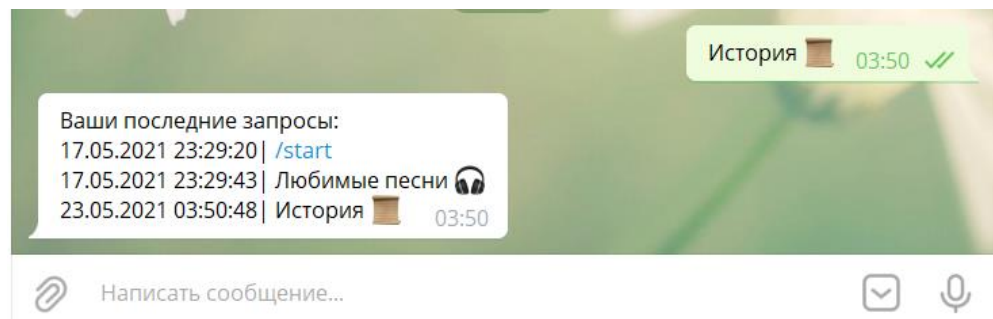 История 📜 03:50
Ваши последние запросы:
17.05.2021 23:29:20| /start
17.05.2021 23:29:43| Любимые песни 🎧
23.05.2021 03:50:48| История 📜 03:50
Написать сообщение...